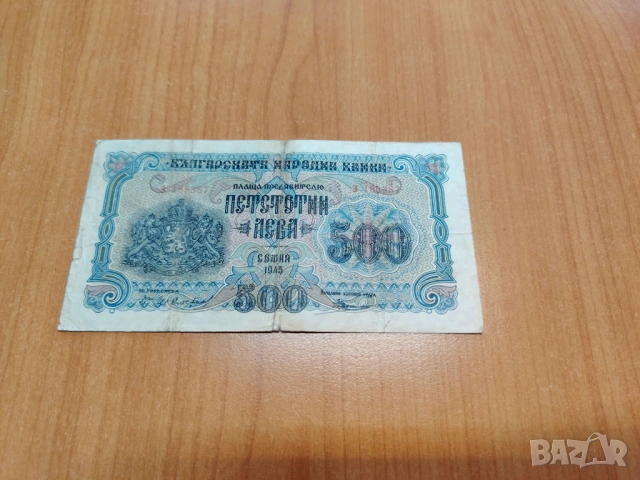 БЪЛГАРСКАТА НАРОДНА БАНКА
ПЛАЩА ПРЕДЯВИТЕЛЮ
ПЕТСТОТИН
ЛЕВА
500
СОФИЯ
1945
500
BAZAR